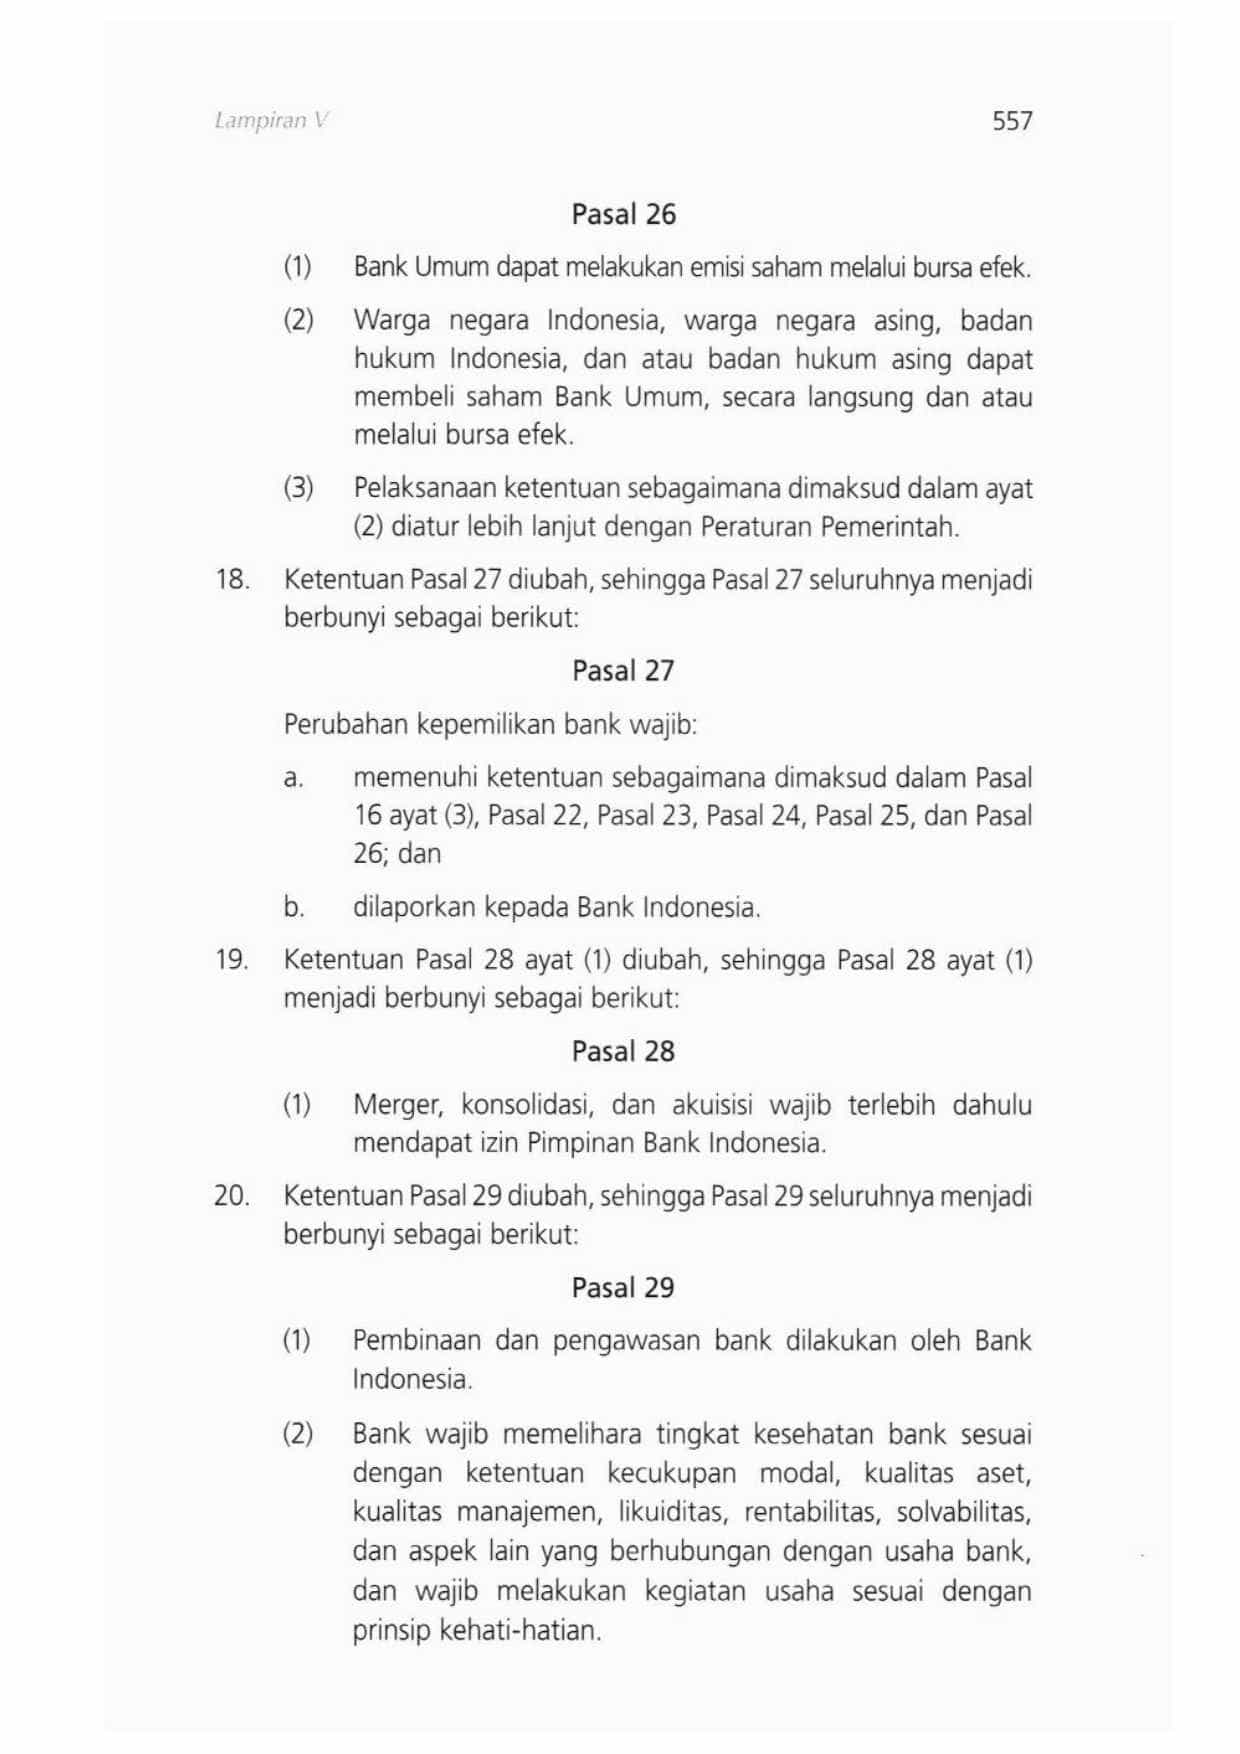 Lampiran V 557
Pasal 26
(1) Bank Umum dapat melakukan emisi saham melalui bursa efek.
(2) Warga negara Indonesia, warga negara asing, badan
hukum Indonesia, dan atau badan hukum asing dapat
membeli saham Bank Umum, secara langsung dan atau
melalui bursa efek.
(3) Pelaksanaan ketentuan sebagaimana dimaksud dalam ayat
(2) diatur lebih lanjut dengan Peraturan Pemerintah.
18. Ketentuan Pasal 27 diubah, sehingga Pasal 27 seluruhnya menjadi
berbunyi sebagai berikut:
Pasal 27
Perubahan kepemilikan bank wajib:
a. memenuhi ketentuan sebagaimana dimaksud dalam Pasal
16 ayat (3), Pasal 22, Pasal 23, Pasal 24, Pasal 25, dan Pasal
26; dan
b. dilaporkan kepada Bank Indonesia.
19. Ketentuan Pasal 28 ayat (1) diubah, sehingga Pasal 28 ayat (1)
menjadi berbunyi sebagai berikut:
Pasal 28
(1) Merger, konsolidasi, dan akuisisi wajib terlebih dahulu
mendapat izin Pimpinan Bank Indonesia.
20. Ketentuan Pasal 29 diubah, sehingga Pasal 29 seluruhnya menjadi
berbunyi sebagai berikut:
Pasal 29
(1) Pembinaan dan pengawasan bank dilakukan oleh Bank
Indonesia.
(2) Bank wajib memelihara tingkat kesehatan bank sesuai
dengan ketentuan kecukupan modal, kualitas aset,
kualitas manajemen, likuiditas, rentabilitas, solvabilitas,
dan aspek lain yang berhubungan dengan usaha bank,
dan wajib melakukan kegiatan usaha sesuai dengan
prinsip kehati-hatian.